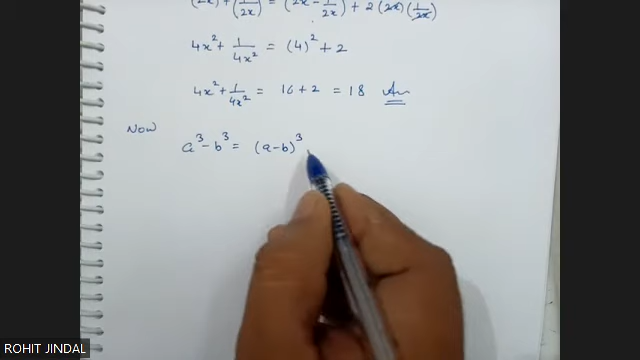 (2x)² + (1/2x)² = (2x - 1/2x)² + 2 (2x) (1/2x)
4x² + 1/4x² = (4)² + 2
4x² + 1/4x² = 16 + 2 = 18 Ans
Now
a³ - b³ = (a - b)³
ROHIT JINDAL